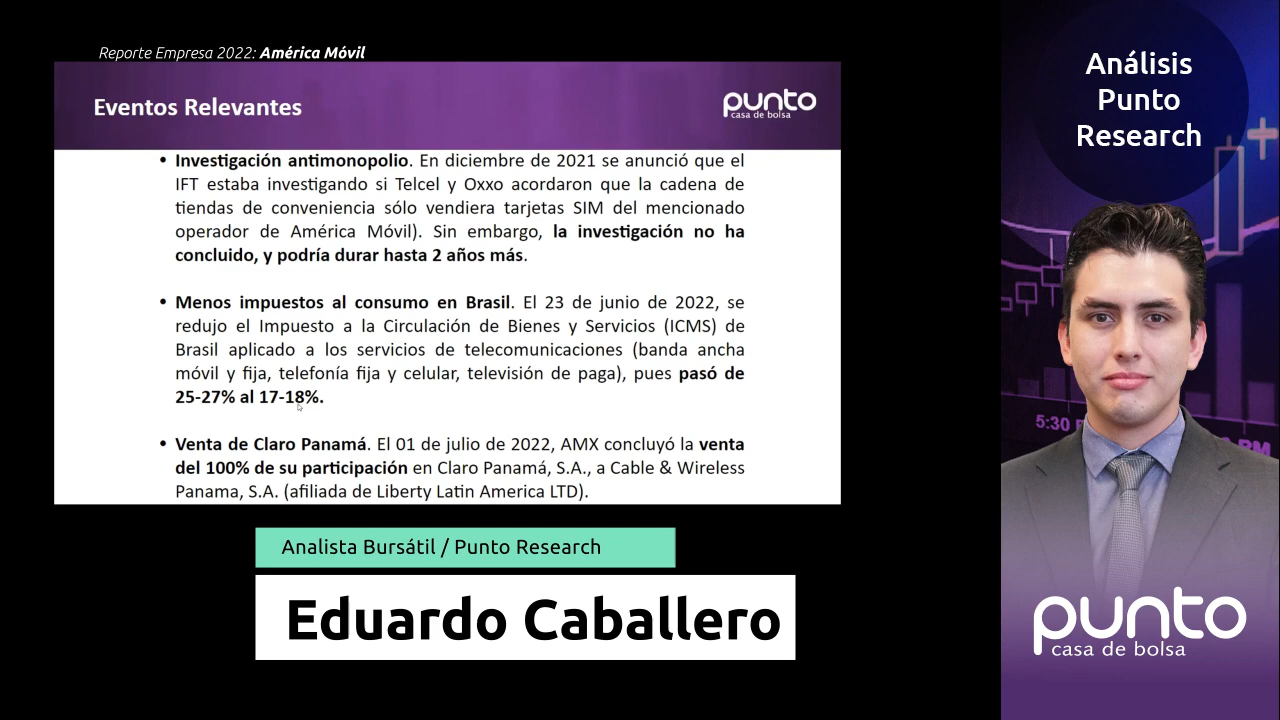 Reporte Empresa 2022: América Móvil
Eventos Relevantes
punto
casa de bolsa
• Investigación antimonopolio. En diciembre de 2021 se anunció que el
IFT estaba investigando si Telcel y Oxxo acordaron que la cadena de
tiendas de conveniencia sólo vendiera tarjetas SIM del mencionado
operador de América Móvil). Sin embargo, la investigación no ha
concluido, y podría durar hasta 2 años más.
• Menos impuestos al consumo en Brasil. El 23 de junio de 2022, se
redujo el Impuesto a la Circulación de Bienes y Servicios (ICMS) de
Brasil aplicado a los servicios de telecomunicaciones (banda ancha
móvil y fija, telefonía fija y celular, televisión de paga), pues pasó de
25-27% al 17-18%.
• Venta de Claro Panamá. El 01 de julio de 2022, AMX concluyó la venta
del 100% de su participación en Claro Panamá, S.A., a Cable & Wireless
Panama, S.A. (afiliada de Liberty Latin America LTD).
Analista Bursátil / Punto Research
Eduardo Caballero
Análisis
Punto
Research
5:30
PM
punto
casa de bolsa